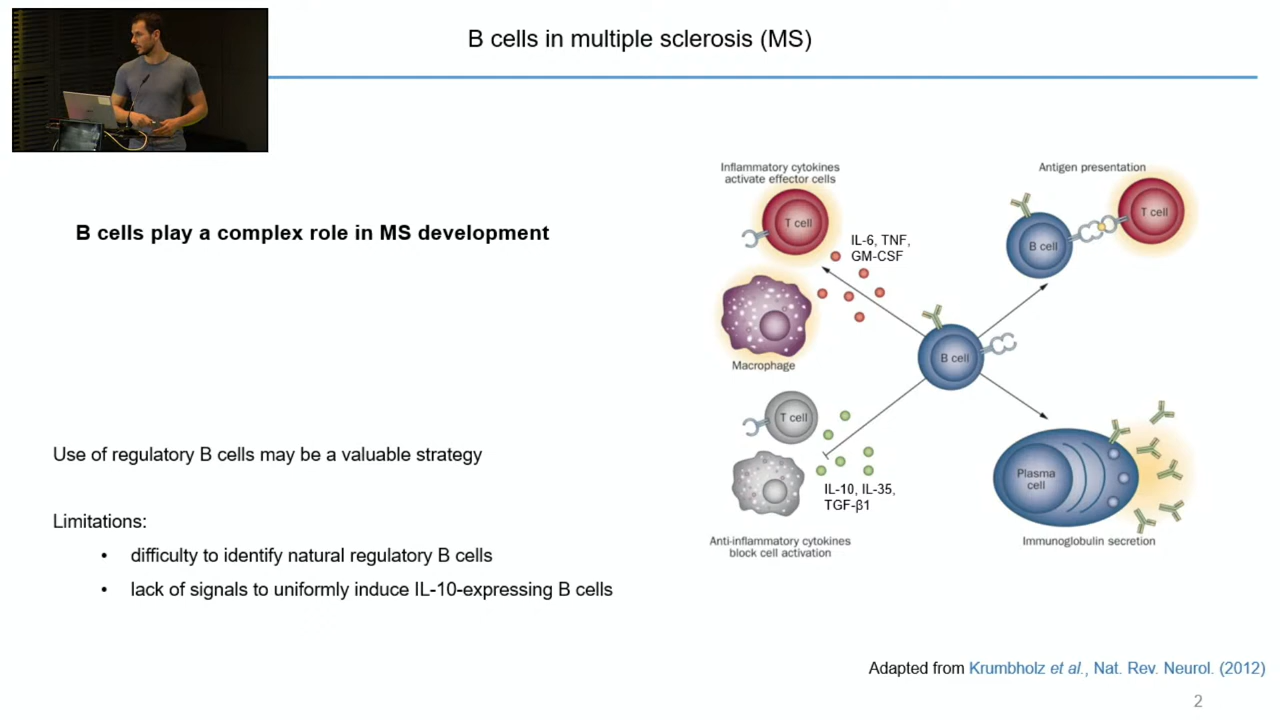 B cells in multiple sclerosis (MS)
B cells play a complex role in MS development
Use of regulatory B cells may be a valuable strategy
Limitations:
• difficulty to identify natural regulatory B cells
• lack of signals to uniformly induce IL-10-expressing B cells
Inflammatory cytokines
activate effector cells
T cell
IL-6, TNF,
GM-CSF
Macrophage
Antigen presentation
T cell
B cell
B cell
T cell
IL-10, IL-35,
TGF-β1
Anti-inflammatory cytokines
block cell activation
Plasma
cell
Immunoglobulin secretion
Adapted from Krumbholz et al., Nat. Rev. Neurol. (2012)
2